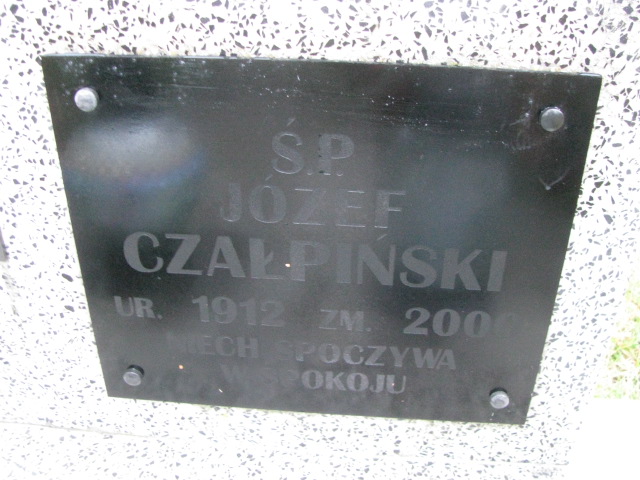 Ś.P.
JÓZEF
CZAŁPIŃSKI
UR. 1912 ZM.
NIECH SPOCZYWA
W SPOKOJU